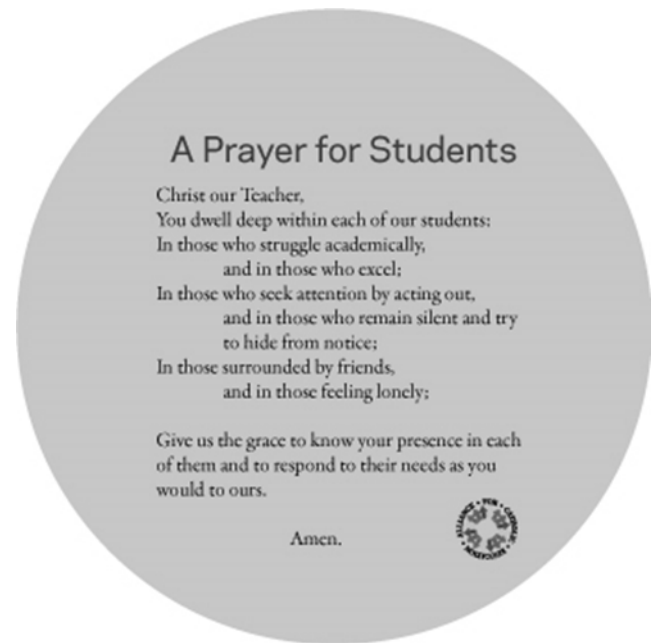 A Prayer for Students
Christ our Teacher,
You dwell deep within each of our students:
In those who struggle academically,
and in those who excel;
In those who seek attention by acting out,
and in those who remain silent and try
to hide from notice;
In those surrounded by friends,
and in those feeling lonely;
Give us the grace to know your presence in each
of them and to respond to their needs as you
would to ours.
Amen.
ALLIANCE • FOR • CATHOLIC • EDUCATION •